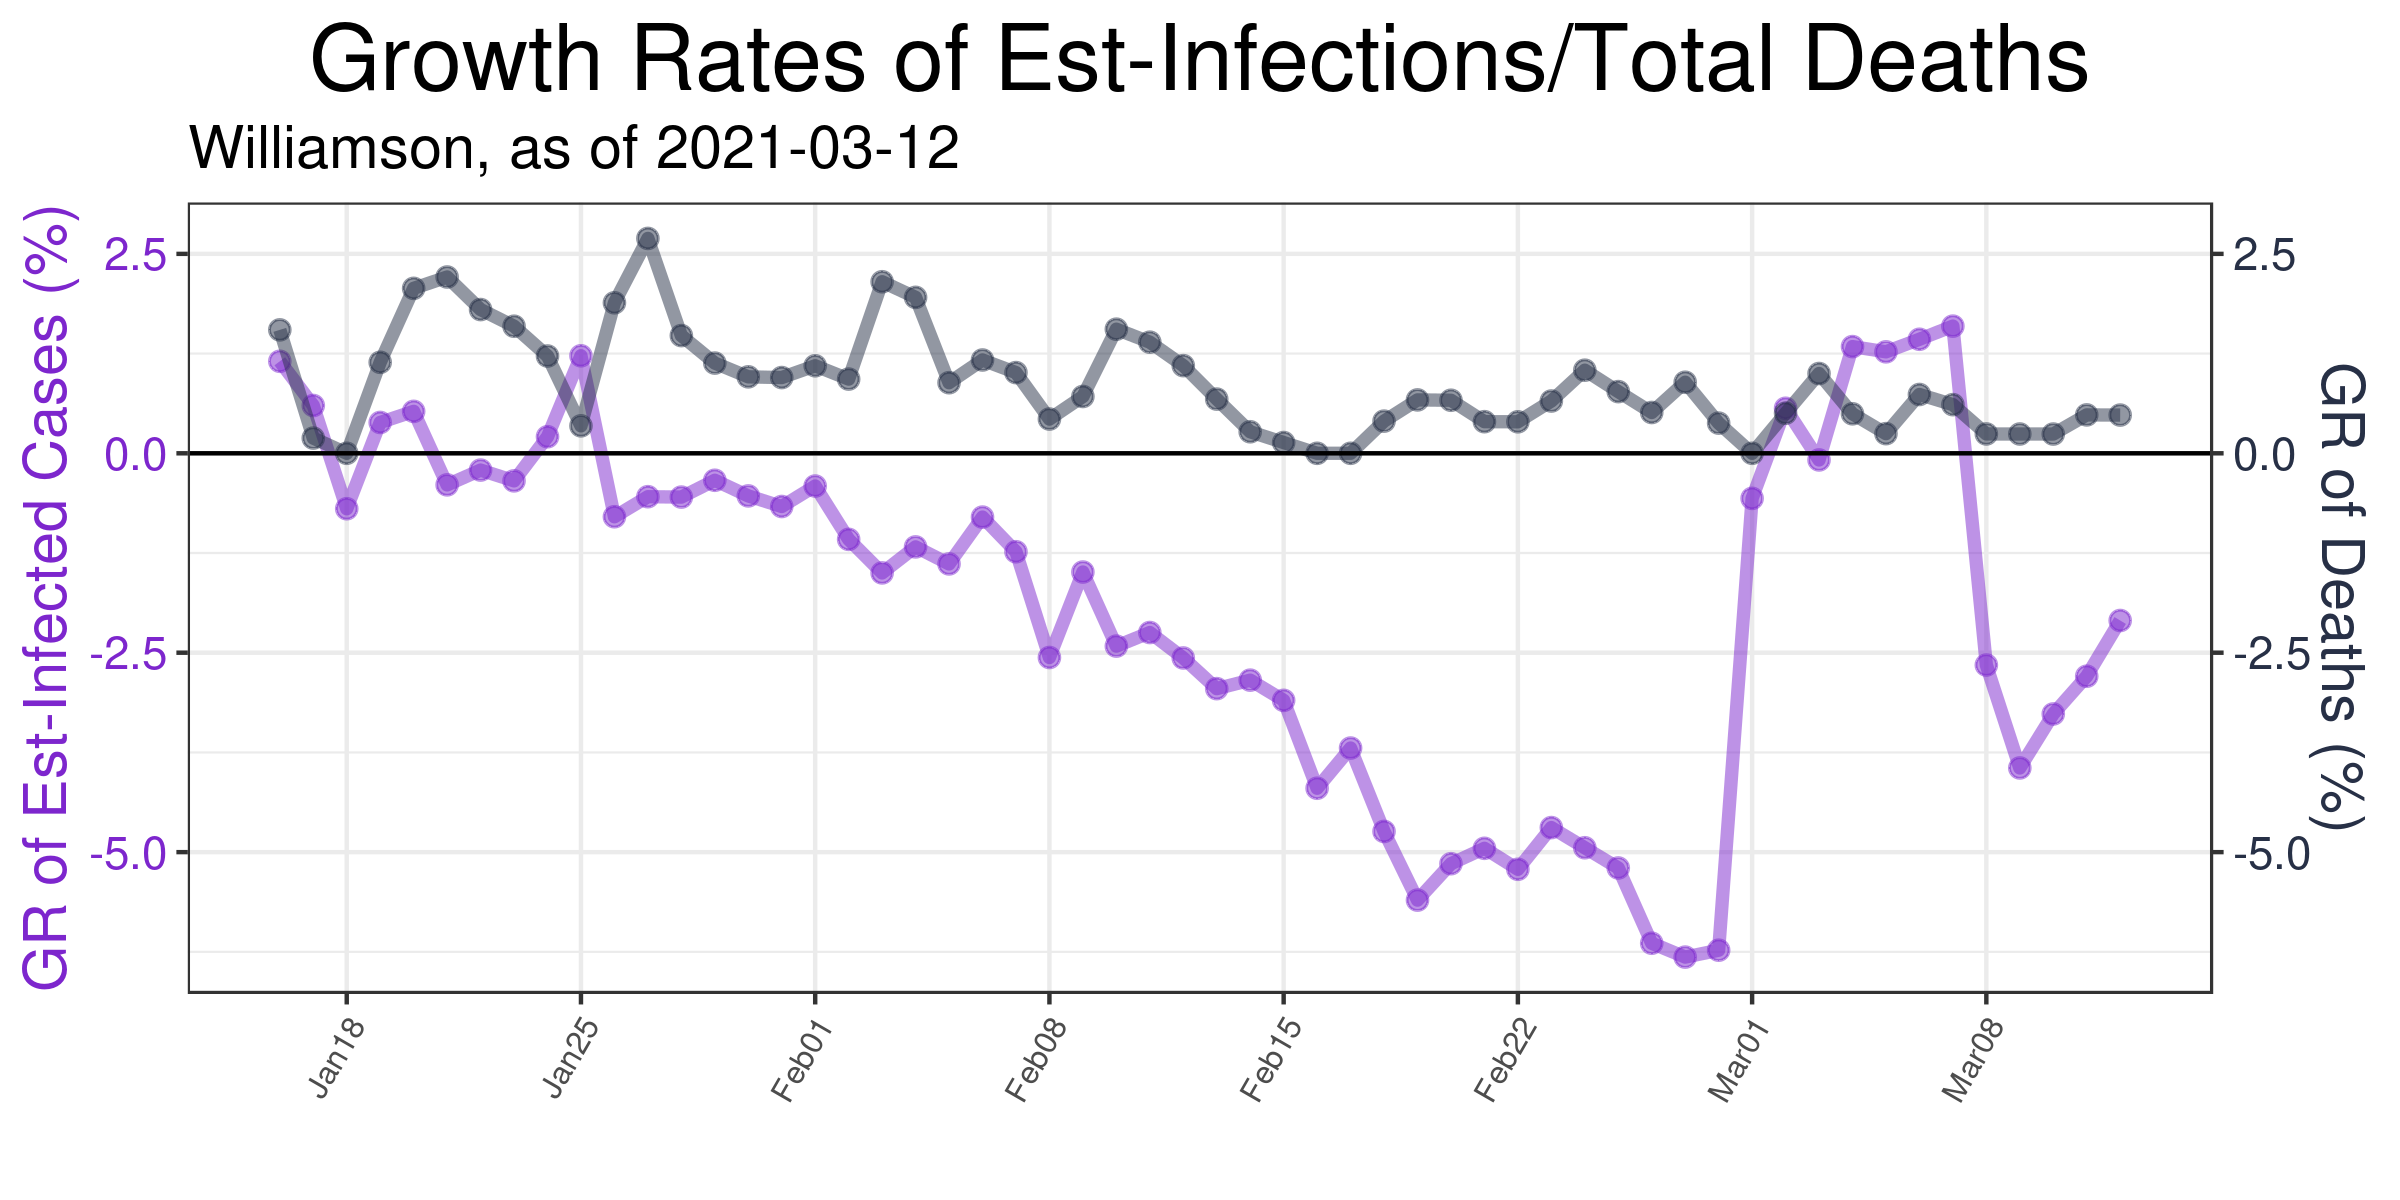 Growth Rates of Est-Infections/Total Deaths
Williamson, as of 2021-03-12
GR of Est-Infected Cases (%)
2.5
0.0
-2.5
-5.0
2.5
0.0
-2.5
-5.0
GR of Deaths (%)
Jan18
Jan25
Feb01
Feb08
Feb15
Feb22
Mar01
Mar08